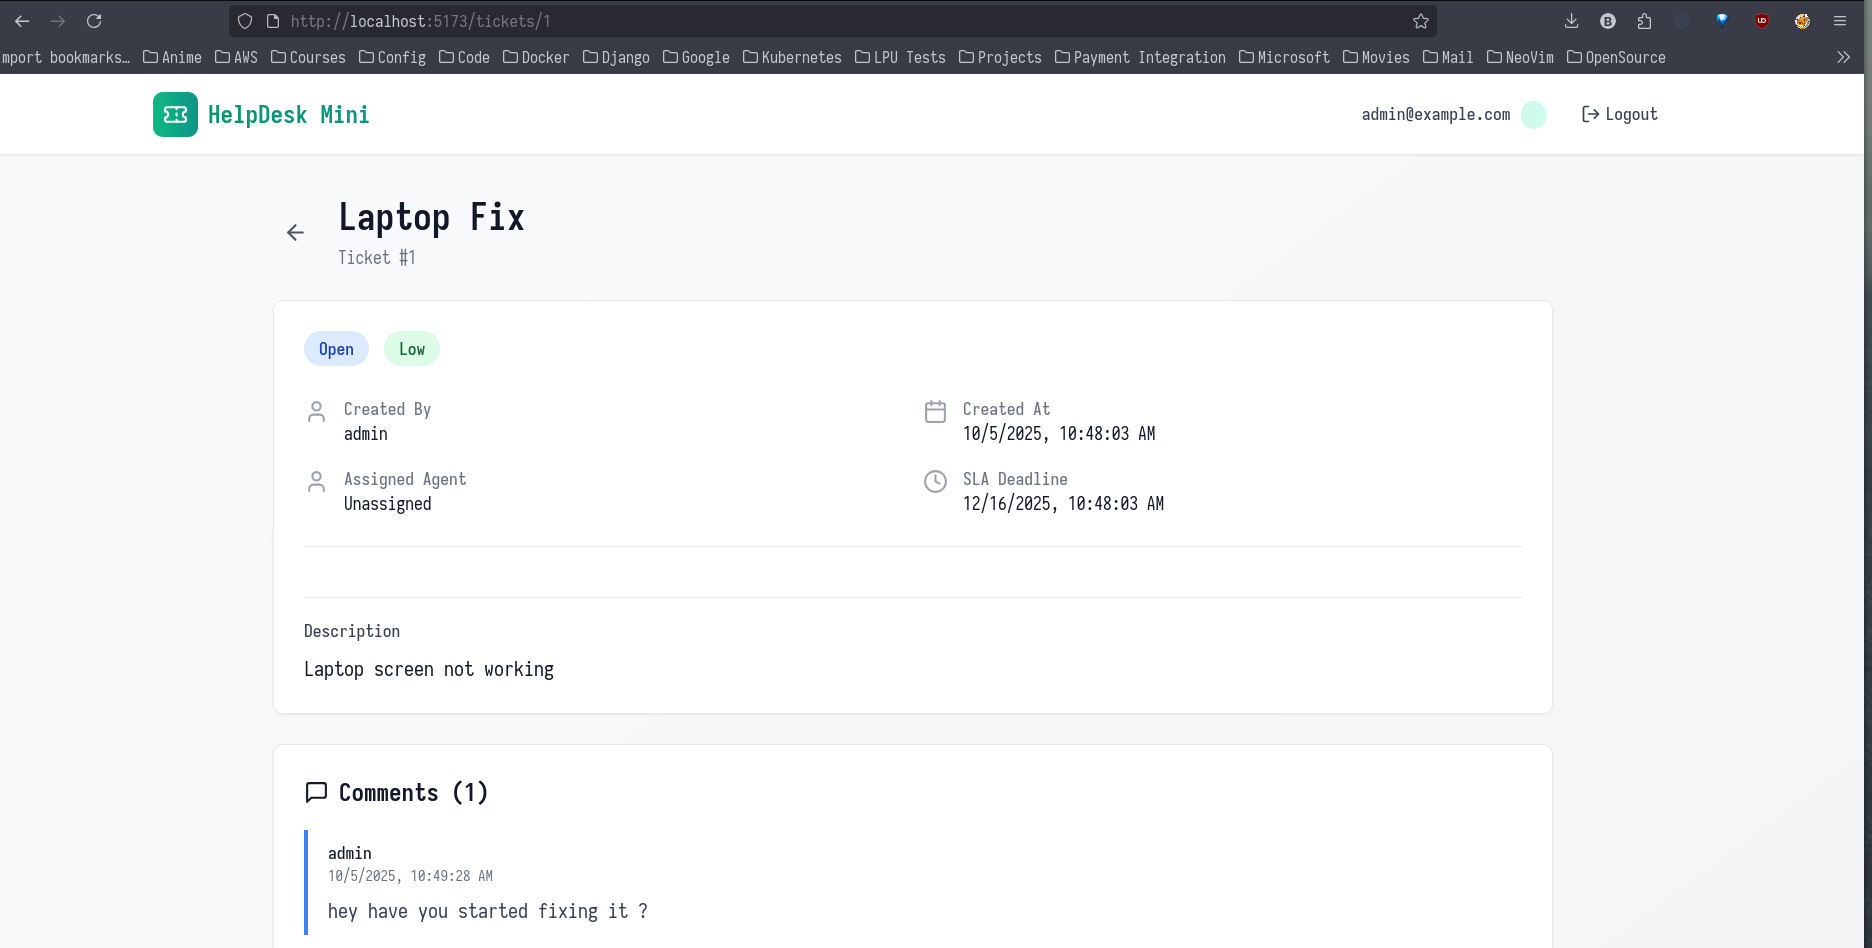 http://localhost:5173/tickets/1
mport bookmarks… Anime AWS Courses Config Code Docker Django Google Kubernetes LPU Tests Projects Payment Integration Microsoft Movies Mail NeoVim OpenSource
HelpDesk Mini
admin@example.com Logout
Laptop Fix
Ticket #1
Open Low
Created By Created At
admin 10/5/2025, 10:48:03 AM
Assigned Agent SLA Deadline
Unassigned 12/16/2025, 10:48:03 AM
Description
Laptop screen not working
Comments (1)
admin
10/5/2025, 10:49:28 AM
hey have you started fixing it ?